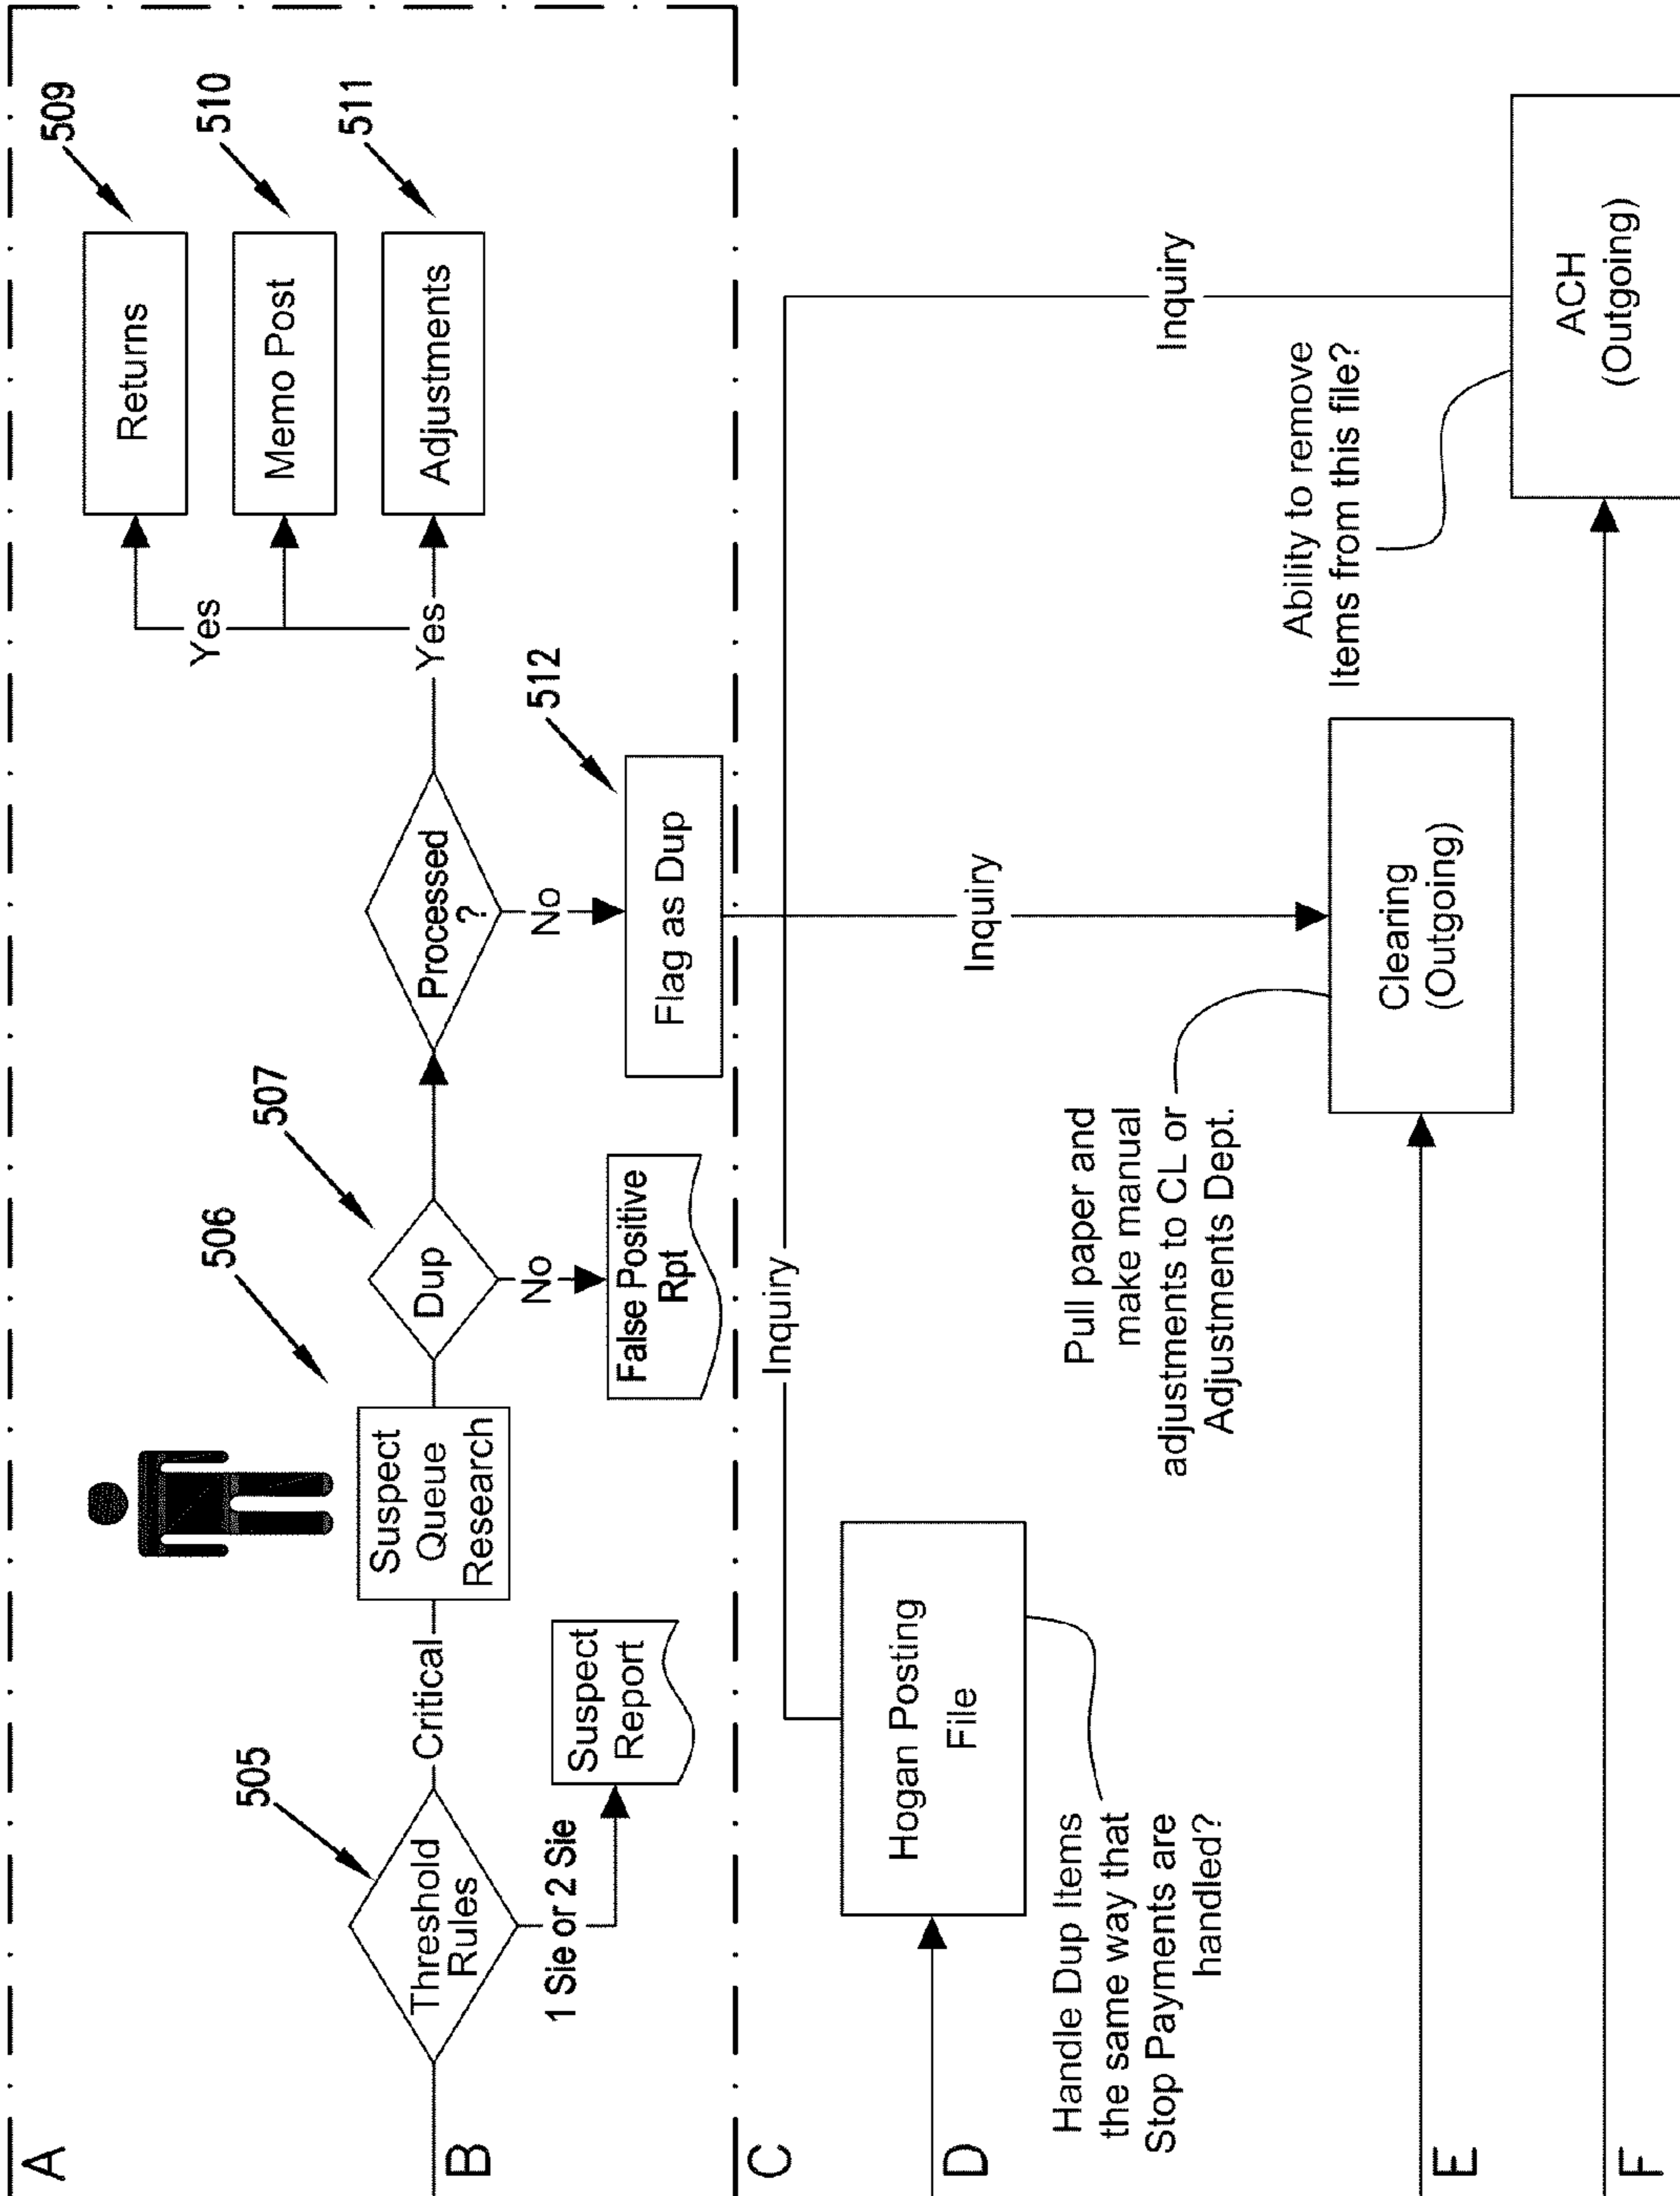 A
509
Returns
510
Memo Post
511
Adjustments
Yes
Yes
B
505
Threshold
Rules
Critical
1 Sie or 2 Sie
Suspect
Report
506
Suspect
Queue
Research
507
Dup
No
False Positive
Rpt
Processed
?
No
512
Flag as Dup
C
Inquiry
Inquiry
Inquiry
D
Hogan Posting
File
Handle Dup Items
the same way that
Stop Payments are
handled?
Pull paper and
make manual
adjustments to CL or
Adjustments Dept.
E
Clearing
(Outgoing)
Ability to remove
Items from this file?
F
ACH
(Outgoing)